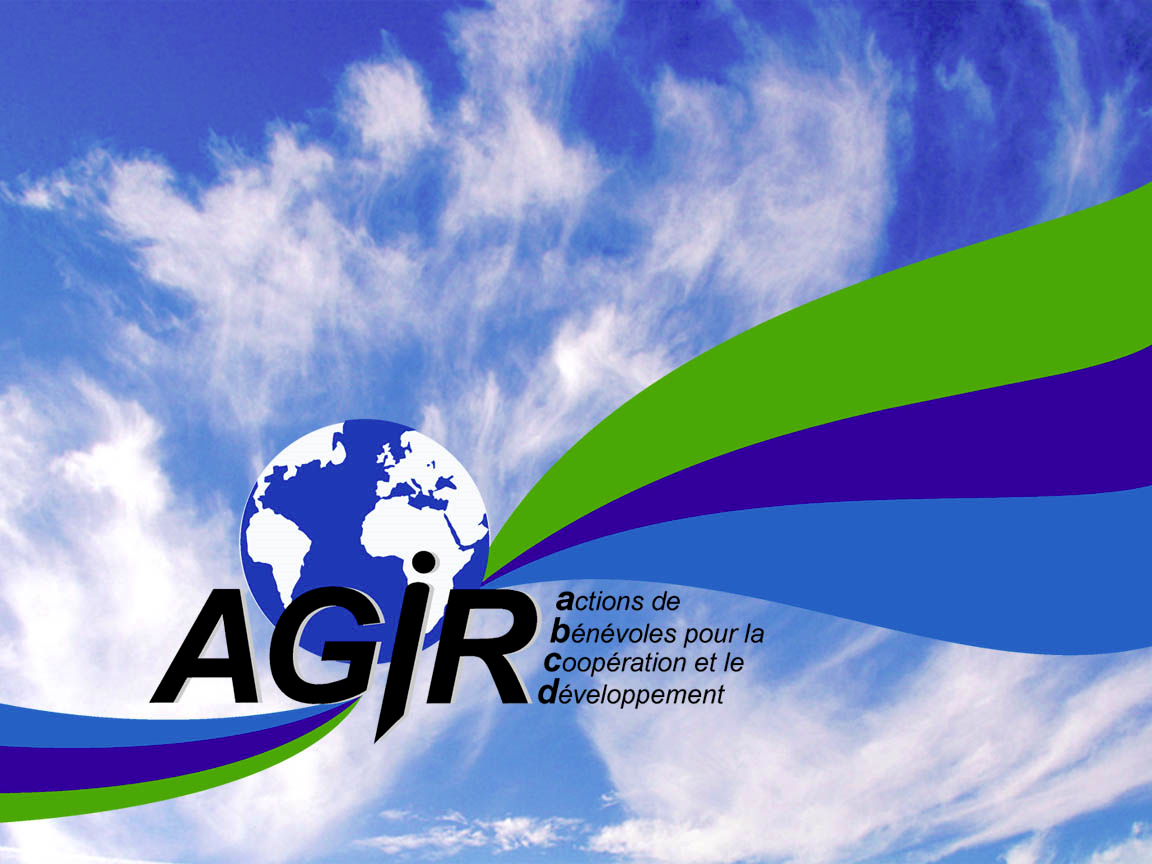 AGiR
actions de
bénévoles pour la
coopération et le
développement